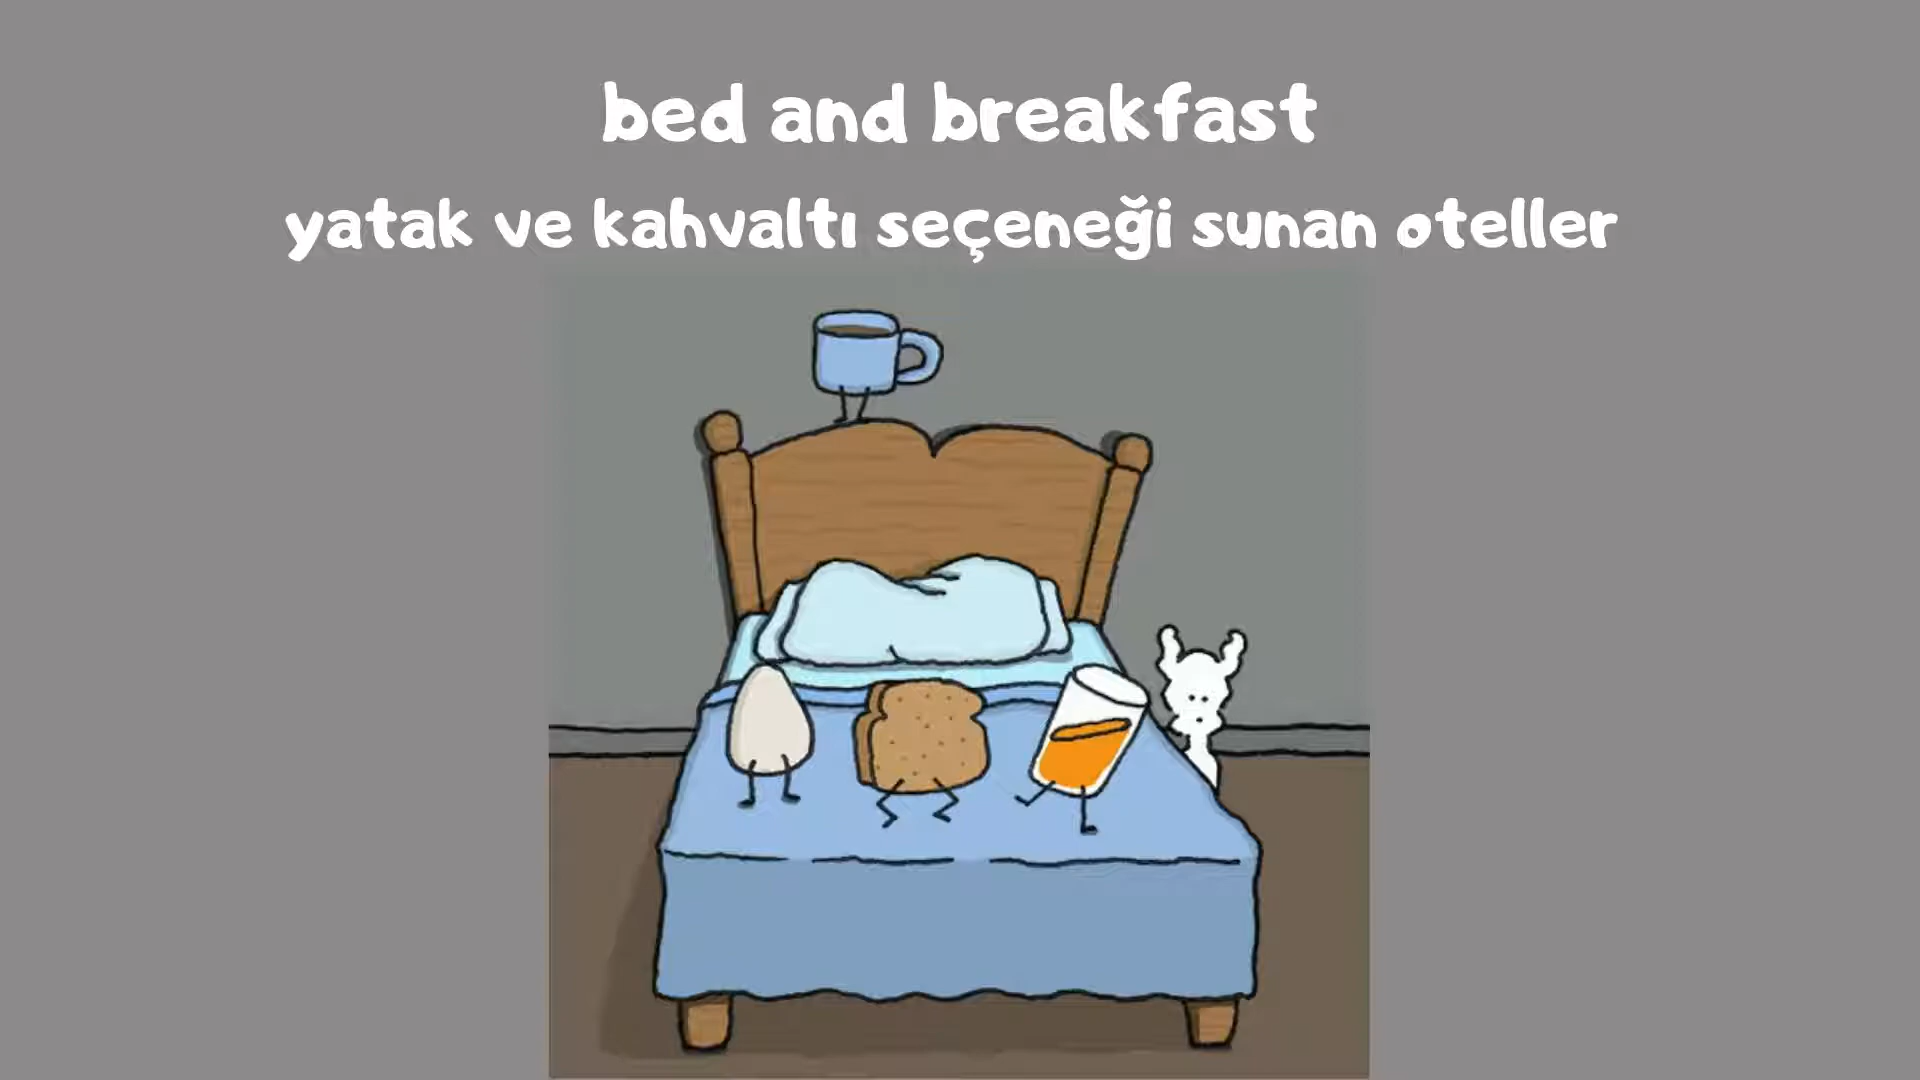 bed and breakfast
yatak ve kahvaltı seçeneği sunan oteller